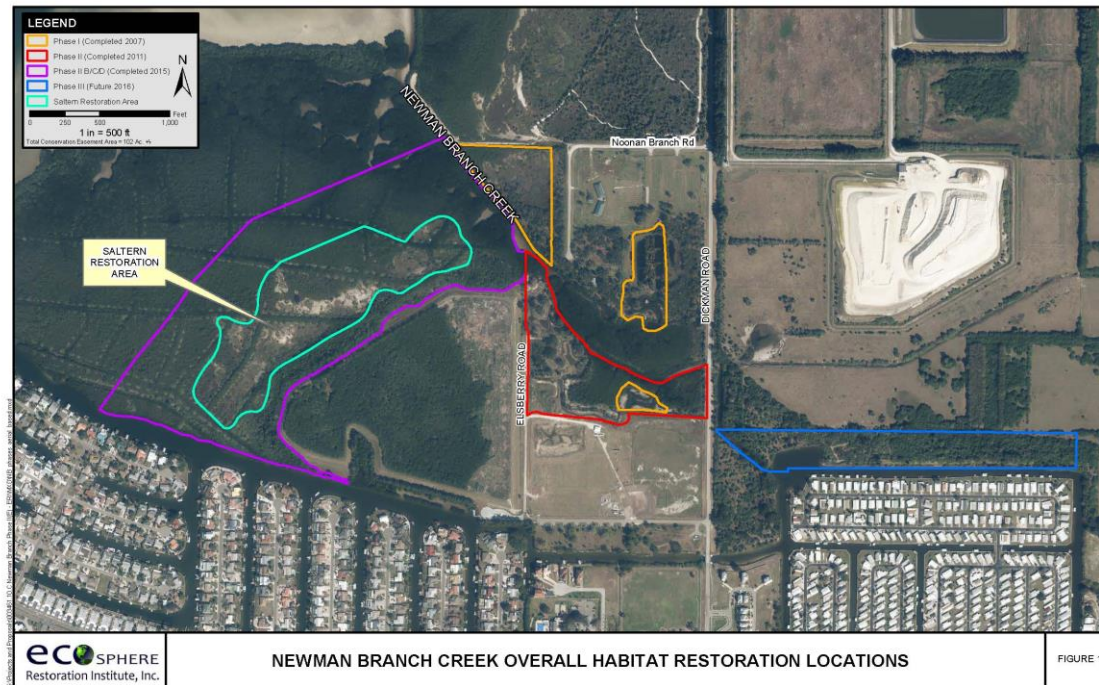 LEGEND
Phase I (Completed 2007)
Phase II (Completed 2011)
Phase II B/C/D (Completed 2015)
Phase III (Future 2016)
Saltern Restoration Area
N
Feet
0 250 500 1,000
1 in = 500 ft
Total Conservation Easement Area = 102 Ac. +/-
NEWMAN BRANCH CREEK
Noonan Branch Rd
SALTERN
RESTORATION
AREA
DICKMAN ROAD
ELSBERRY ROAD
ecosphere
Restoration Institute, Inc.
NEWMAN BRANCH CREEK OVERALL HABITAT RESTORATION LOCATIONS
FIGURE 1